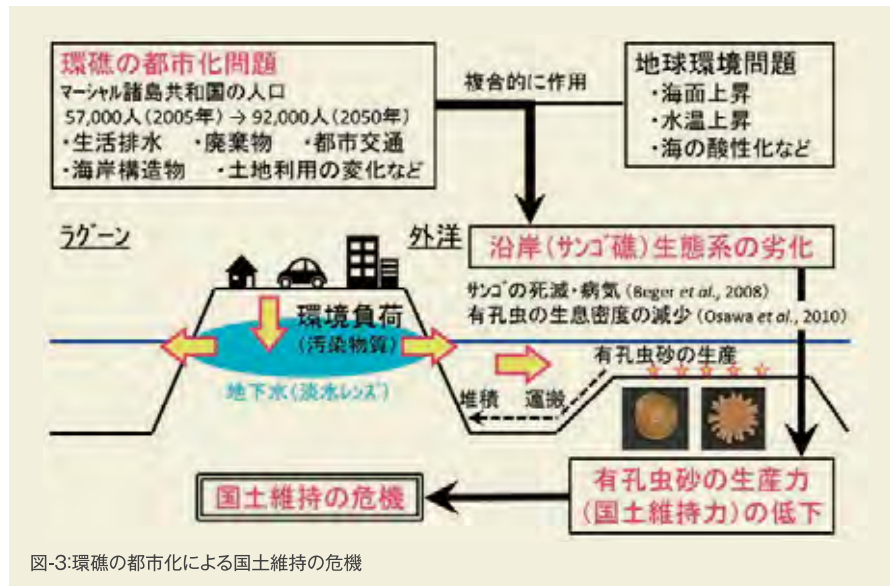 環礁の都市化問題
マーシャル諸島共和国の人口
57,000人(2005年) → 92,000人(2050年)
・生活排水 ・廃棄物 ・都市交通
・海岸構造物 ・土地利用の変化など
複合的に作用
地球環境問題
・海面上昇
・水温上昇
・海の酸性化など
ラグーン
外洋
沿岸(サンゴ礁)生態系の劣化
サンゴの死滅・病気 (Beger et al., 2008)
有孔虫の生息密度の減少 (Osawa et al., 2010)
環境負荷
(汚染物質)
地下水(淡水レンズ)
有孔虫砂の生産
堆積 運搬
有孔虫砂の生産力
(国土維持力)の低下
国土維持の危機
図-3:環礁の都市化による国土維持の危機